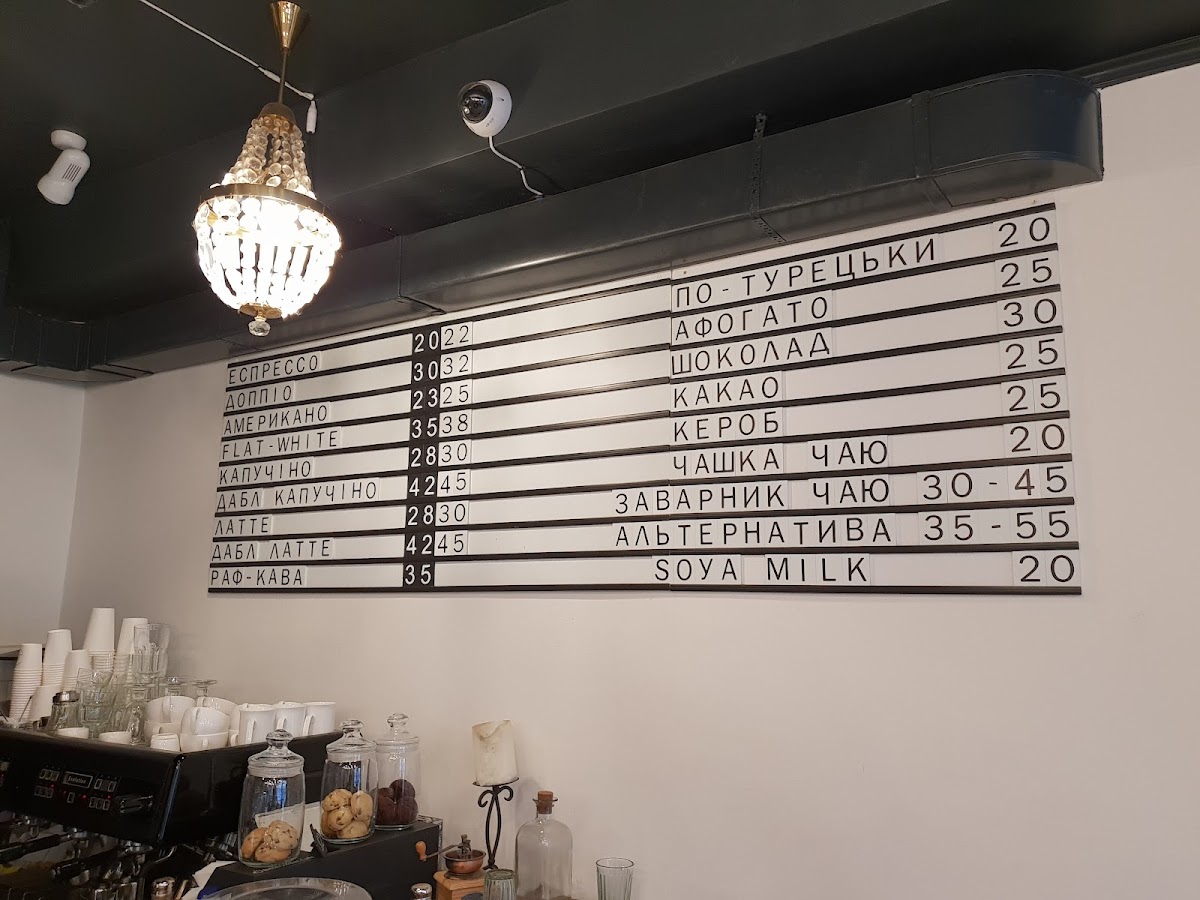 ЕСПРЕССО 20 22
ДОППІО 30 32
АМЕРИКАНО 23 25
FLAT-WHITE 35 38
КАПУЧІНО 28 30
ДАБЛ КАПУЧІНО 42 45
ЛАТТЕ 28 30
ДАБЛ ЛАТТЕ 42 45
РАФ-КАВА 35
ПО-ТУРЕЦЬКИ 20
АФОГАТО 25
ШОКОЛАД 30
КАКАО 25
КЕРОБ 25
ЧАШКА ЧАЮ 20
ЗАВАРНИК ЧАЮ 30-45
АЛЬТЕРНАТИВА 35-55
SOYA MILK 20